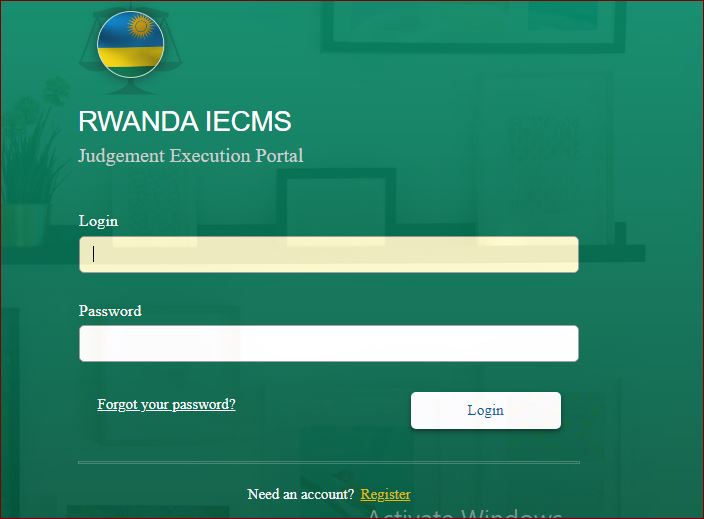 RWANDA IECMS
Judgement Execution Portal
Login
Password
Forgot your password?
Login
Need an account? Register
Activate Windows